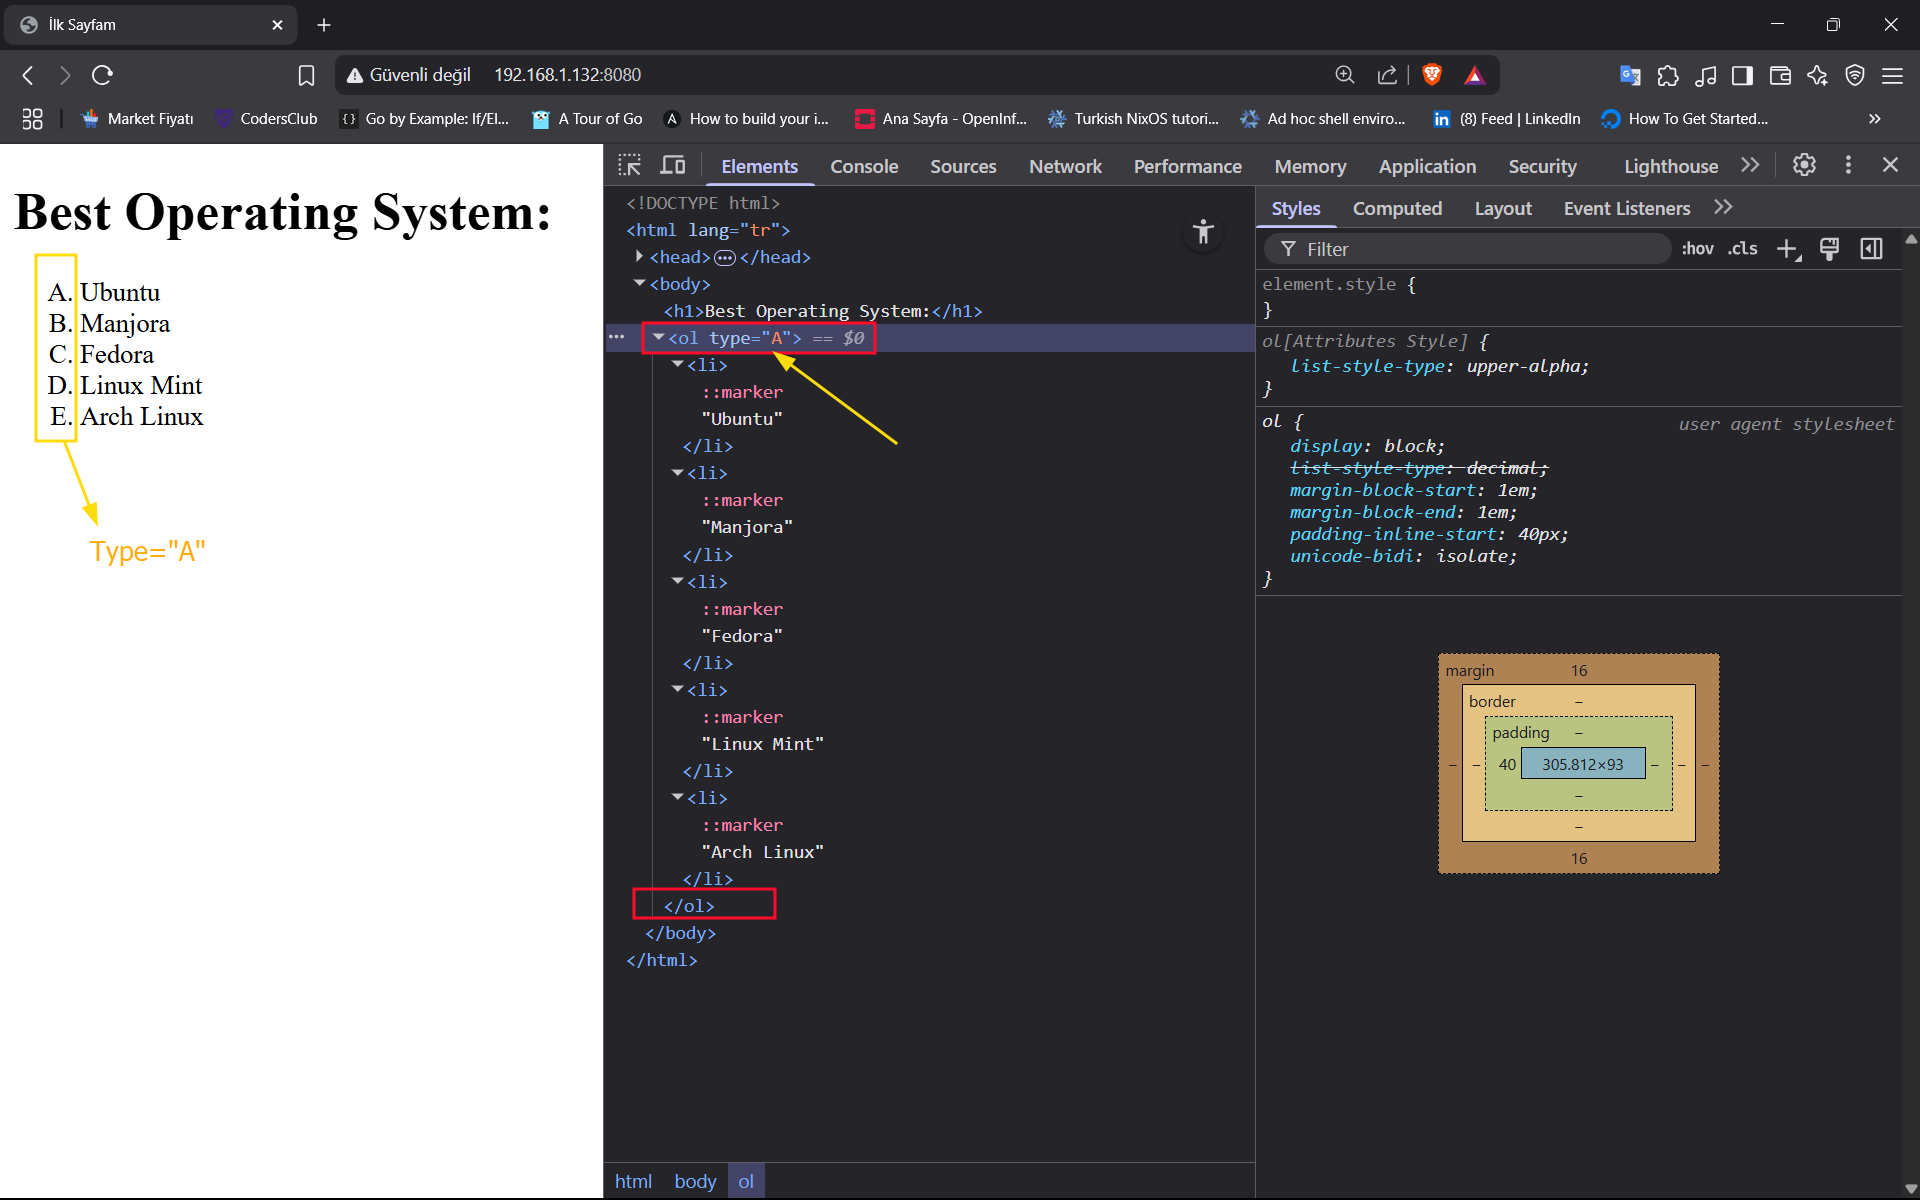 İlk Sayfam
Güvenli değil 192.168.1.132:8080
Market Fiyatı
CodersClub
Go by Example: If/El...
A Tour of Go
How to build your i...
Ana Sayfa - OpenInf...
Turkish NixOS tutori...
Ad hoc shell enviro...
(8) Feed | LinkedIn
How To Get Started...
Best Operating System:
A. Ubuntu
B. Manjora
C. Fedora
D. Linux Mint
E. Arch Linux
Type="A"
Elements Console Sources Network Performance Memory Application Security Lighthouse
<!DOCTYPE html>
<html lang="tr">
<head>…</head>
<body>
<h1>Best Operating System:</h1>
<ol type="A"> == $0
<li>
::marker
"Ubuntu"
</li>
<li>
::marker
"Manjora"
</li>
<li>
::marker
"Fedora"
</li>
<li>
::marker
"Linux Mint"
</li>
<li>
::marker
"Arch Linux"
</li>
</ol>
</body>
</html>
html body ol
Styles Computed Layout Event Listeners
Filter :hov .cls
element.style {
}
ol[Attributes Style] {
list-style-type: upper-alpha;
}
ol { user agent stylesheet
display: block;
list-style-type: decimal;
margin-block-start: 1em;
margin-block-end: 1em;
padding-inline-start: 40px;
unicode-bidi: isolate;
}
margin 16
border –
padding –
– – 40 305.812×93 – – –
–
–
16